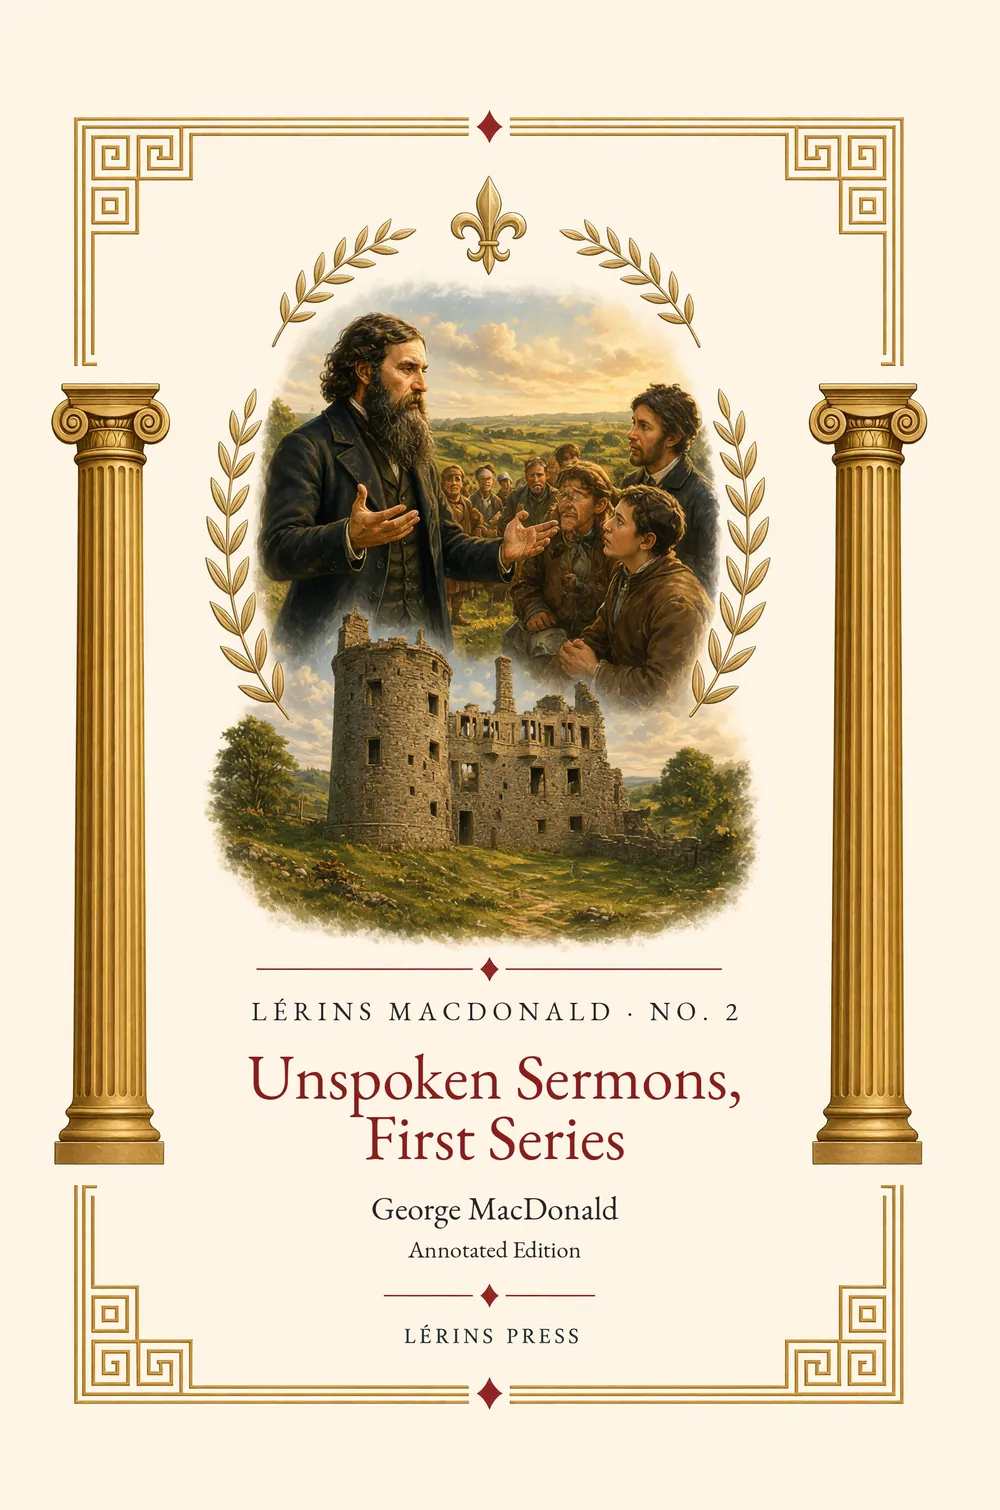 LÉRINS MACDONALD · NO. 2
Unspoken Sermons,
First Series
George MacDonald
Annotated Edition
LÉRINS PRESS